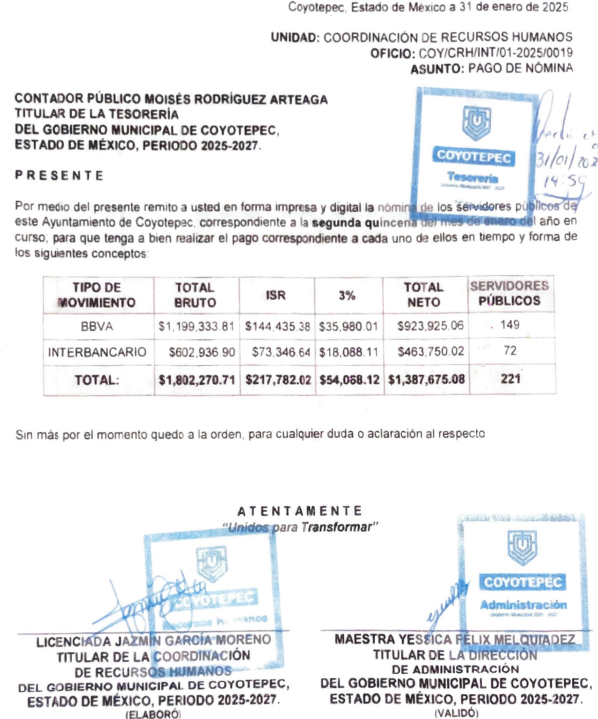 Coyotepec, Estado de México a 31 de enero de 2025
UNIDAD: COORDINACIÓN DE RECURSOS HUMANOS
OFICIO: COY/CRH/INT/01-2025/0019
ASUNTO: PAGO DE NÓMINA
CONTADOR PÚBLICO MOISÉS RODRÍGUEZ ARTEAGA
TITULAR DE LA TESORERÍA
DEL GOBIERNO MUNICIPAL DE COYOTEPEC,
ESTADO DE MÉXICO, PERIODO 2025-2027.
COYOTEPEC
Tesorería
31/01/202
14:59
P R E S E N T E
Por medio del presente remito a usted en forma impresa y digital la nómina de los servidores públicos de
este Ayuntamiento de Coyotepec, correspondiente a la segunda quincena del mes de enero del año en
curso; para que tenga a bien realizar el pago correspondiente a cada uno de ellos en tiempo y forma de
los siguientes conceptos:
TIPO DE MOVIMIENTO TOTAL BRUTO ISR 3% TOTAL NETO SERVIDORES PÚBLICOS
BBVA $1,199,333.81 $144,435.38 $35,980.01 $923,925.06 149
INTERBANCARIO $602,936.90 $73,346.64 $18,088.11 $463,750.02 72
TOTAL: $1,802,270.71 $217,782.02 $54,068.12 $1,387,675.08 221
Sin más por el momento quedo a la orden, para cualquier duda o aclaración al respecto
A T E N T A M E N T E
"Unidos para Transformar"
COYOTEPEC
Recursos humanos
COYOTEPEC
Administración
LICENCIADA JAZMÍN GARCÍA MORENO
TITULAR DE LA COORDINACIÓN
DE RECURSOS HUMANOS
DEL GOBIERNO MUNICIPAL DE COYOTEPEC,
ESTADO DE MÉXICO, PERIODO 2025-2027.
(ELABORÓ)
MAESTRA YESSICA FÉLIX MELQUIADEZ
TITULAR DE LA DIRECCIÓN
DE ADMINISTRACIÓN
DEL GOBIERNO MUNICIPAL DE COYOTEPEC,
ESTADO DE MÉXICO, PERIODO 2025-2027.
(VALIDÓ)